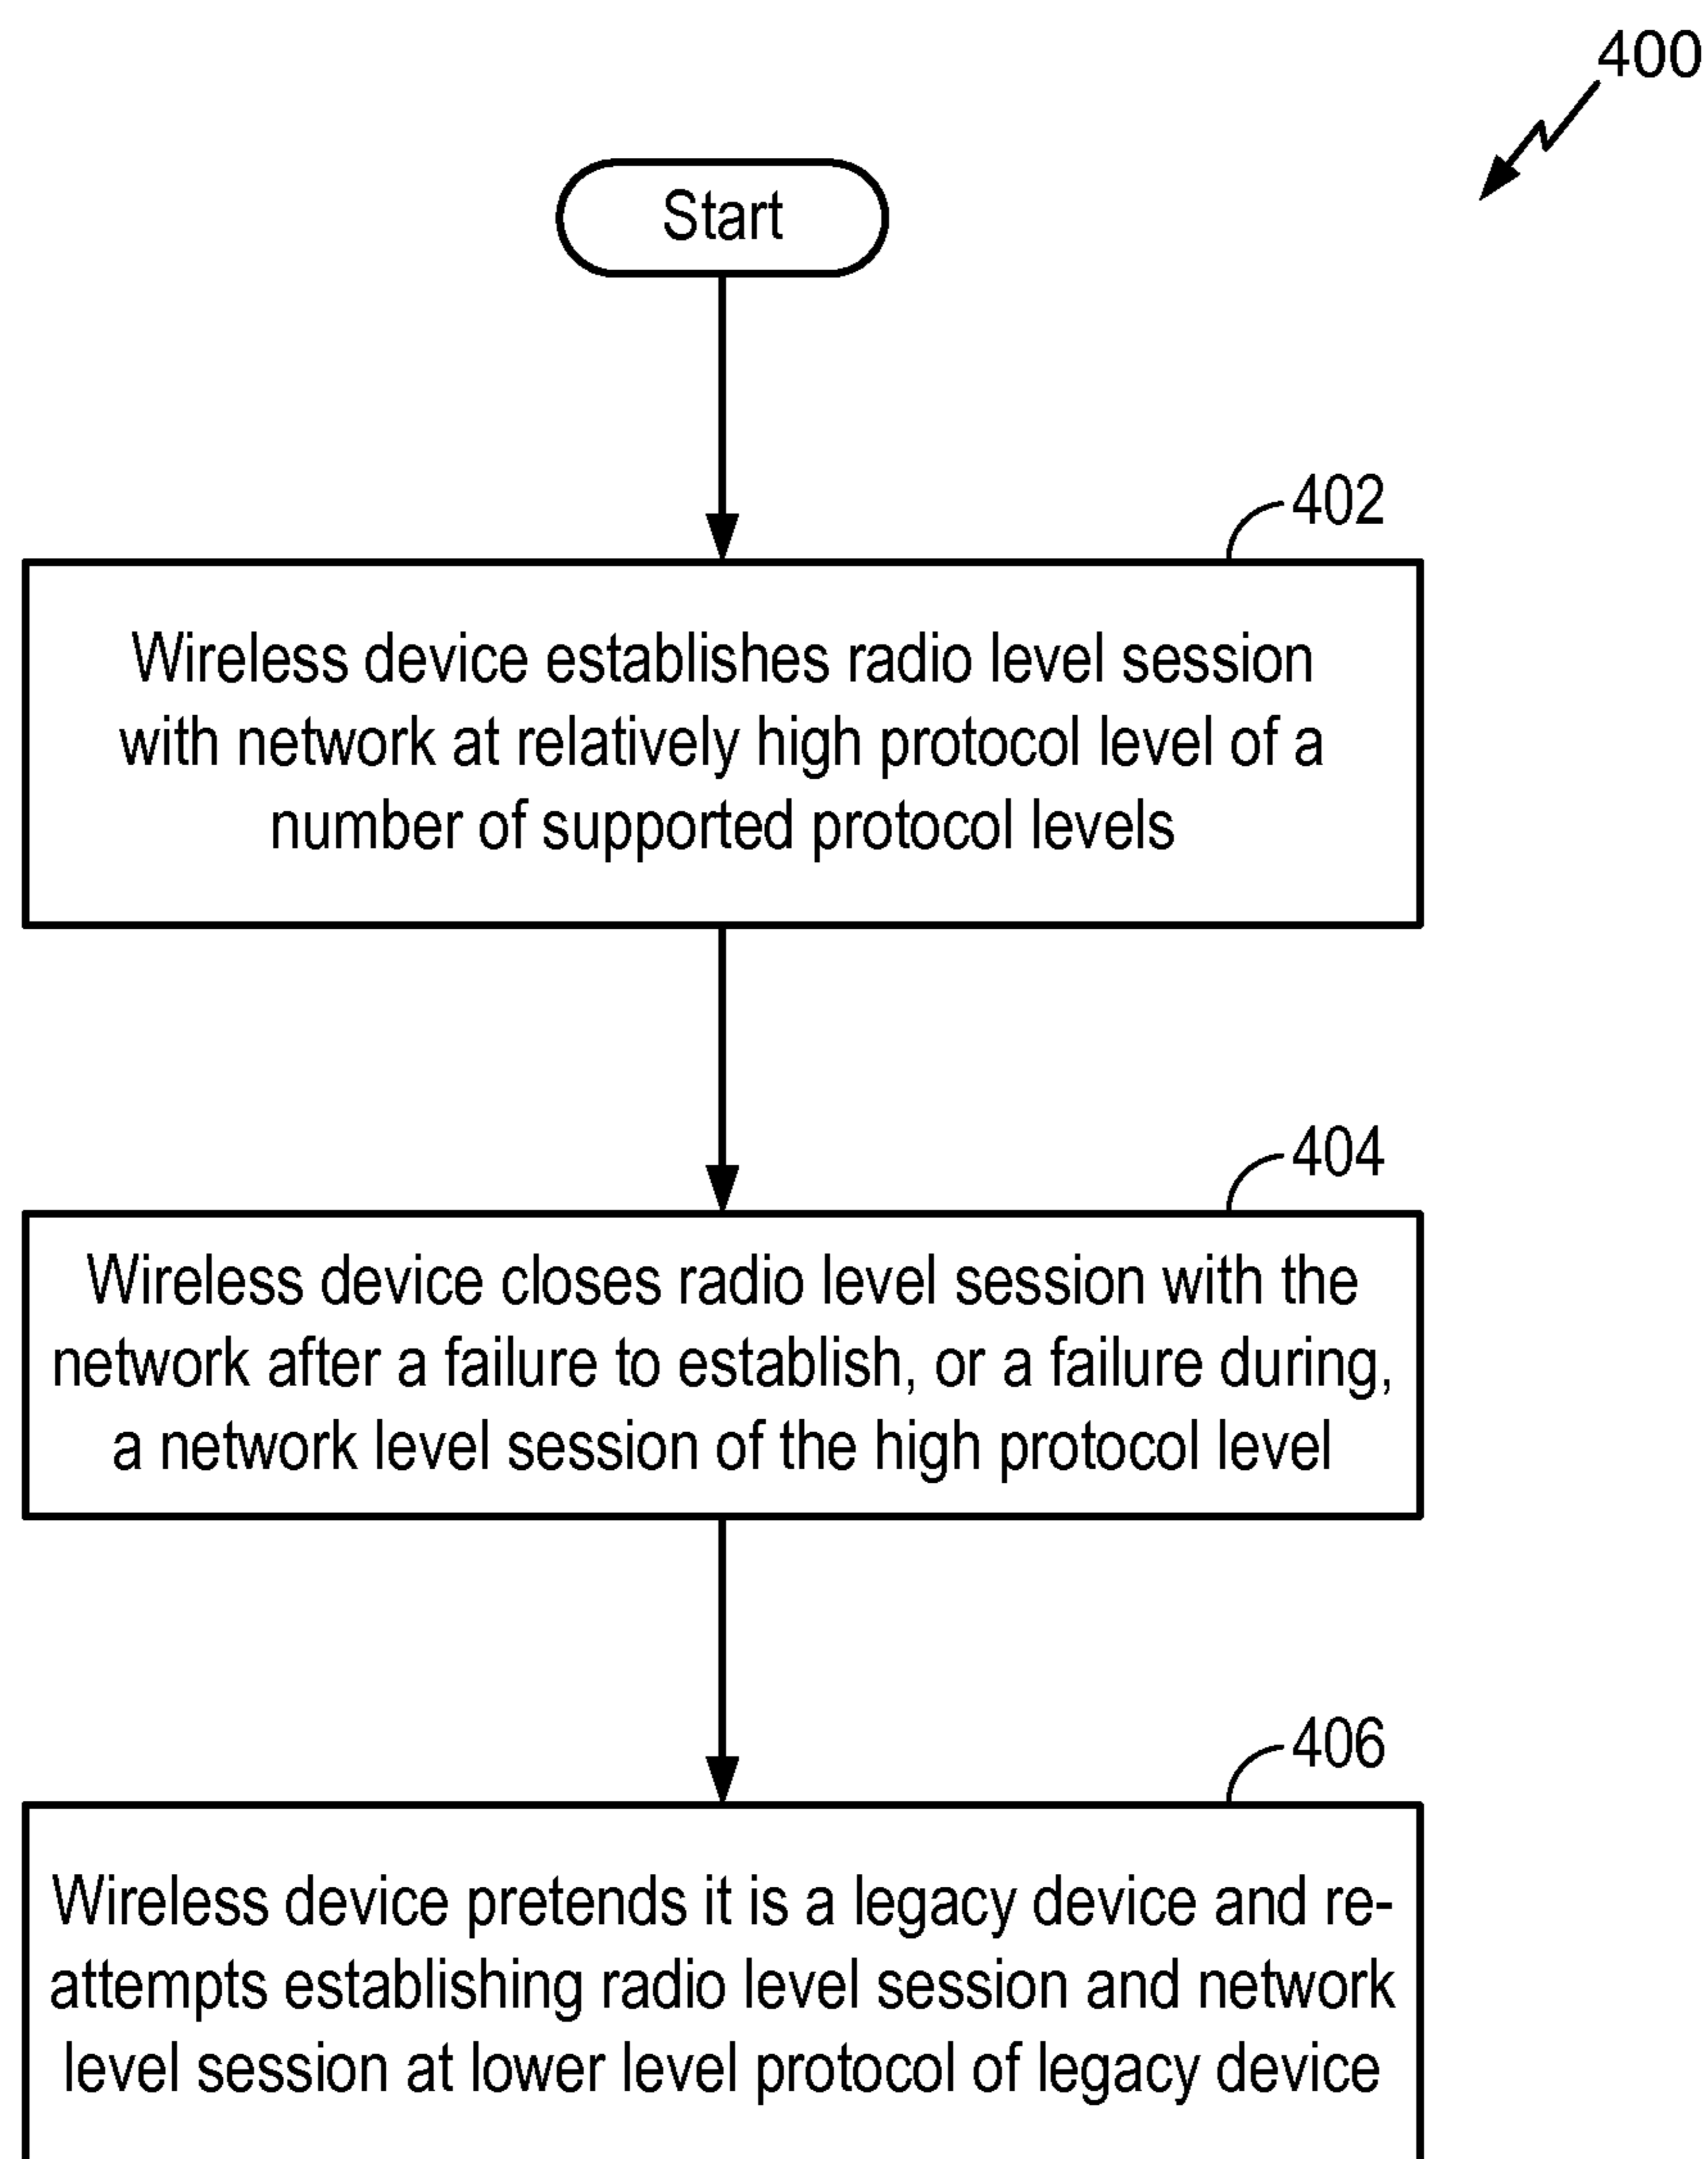 400
Start
402
Wireless device establishes radio level session
with network at relatively high protocol level of a
number of supported protocol levels
404
Wireless device closes radio level session with the
network after a failure to establish, or a failure during,
a network level session of the high protocol level
406
Wireless device pretends it is a legacy device and re-
attempts establishing radio level session and network
level session at lower level protocol of legacy device